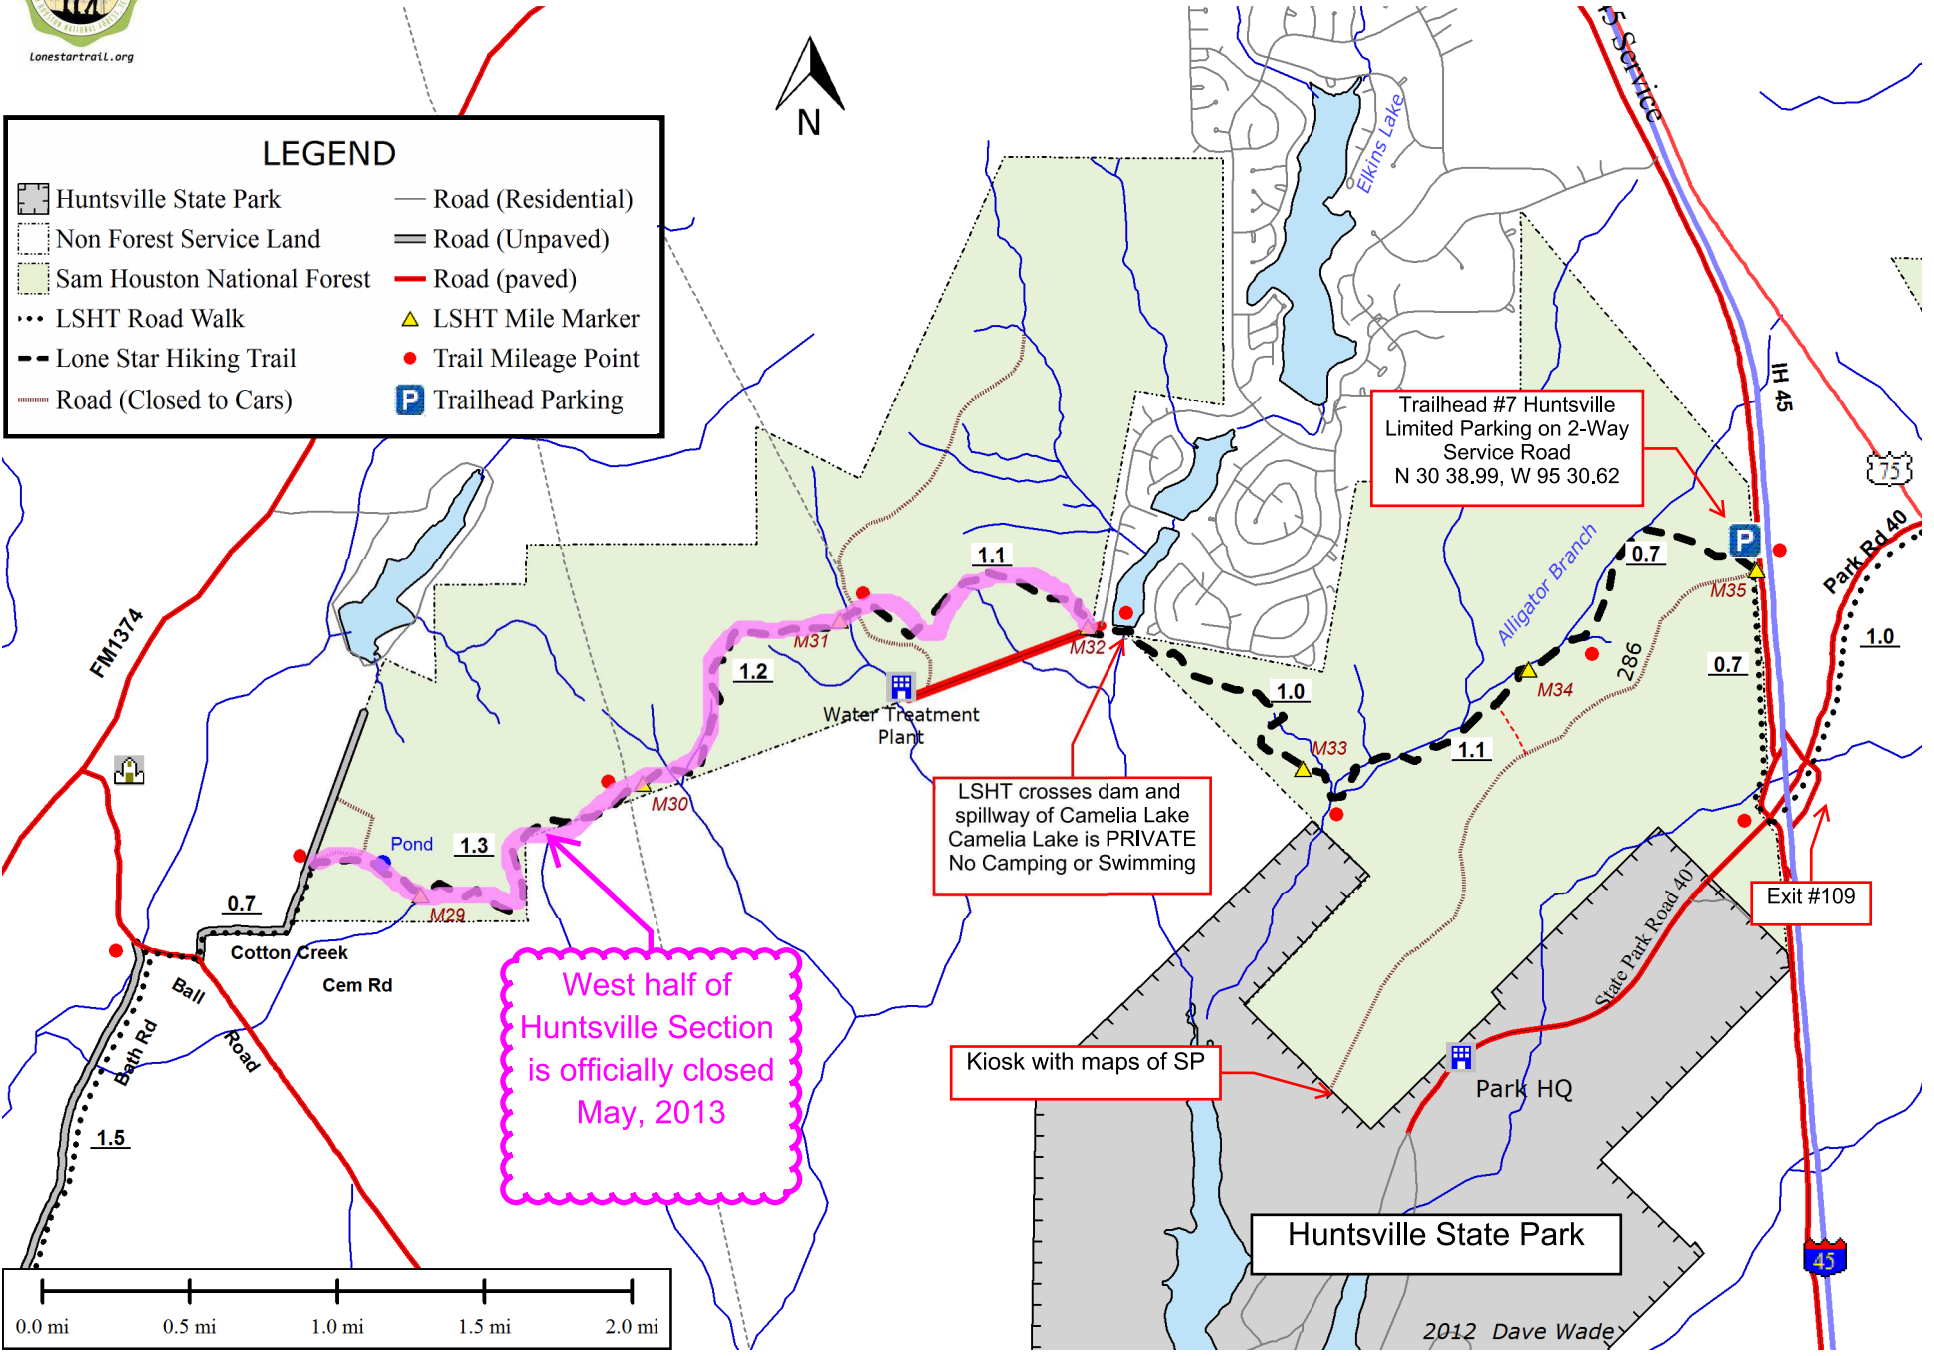 Lonestartrail.org
N
LEGEND
Huntsville State Park
Non Forest Service Land
Sam Houston National Forest
LSHT Road Walk
Lone Star Hiking Trail
Road (Closed to Cars)
Road (Residential)
Road (Unpaved)
Road (paved)
LSHT Mile Marker
Trail Mileage Point
P
Trailhead Parking
Elkins Lake
45 Service
IH 45
75
Trailhead #7 Huntsville
Limited Parking on 2-Way
Service Road
N 30 38.99, W 95 30.62
P
Park Rd 40
Alligator Branch
0.7
M35
1.0
0.7
286
M34
1.1
1.0
M33
M32
1.1
M31
1.2
Water Treatment
Plant
M30
FM1374
Pond
1.3
M29
0.7
Cotton Creek
Cem Rd
Ball
Road
Bath Rd
1.5
LSHT crosses dam and
spillway of Camelia Lake
Camelia Lake is PRIVATE
No Camping or Swimming
Exit #109
State Park Road 40
West half of
Huntsville Section
is officially closed
May, 2013
Kiosk with maps of SP
Park HQ
Huntsville State Park
45
2012 Dave Wade
0.0 mi
0.5 mi
1.0 mi
1.5 mi
2.0 mi